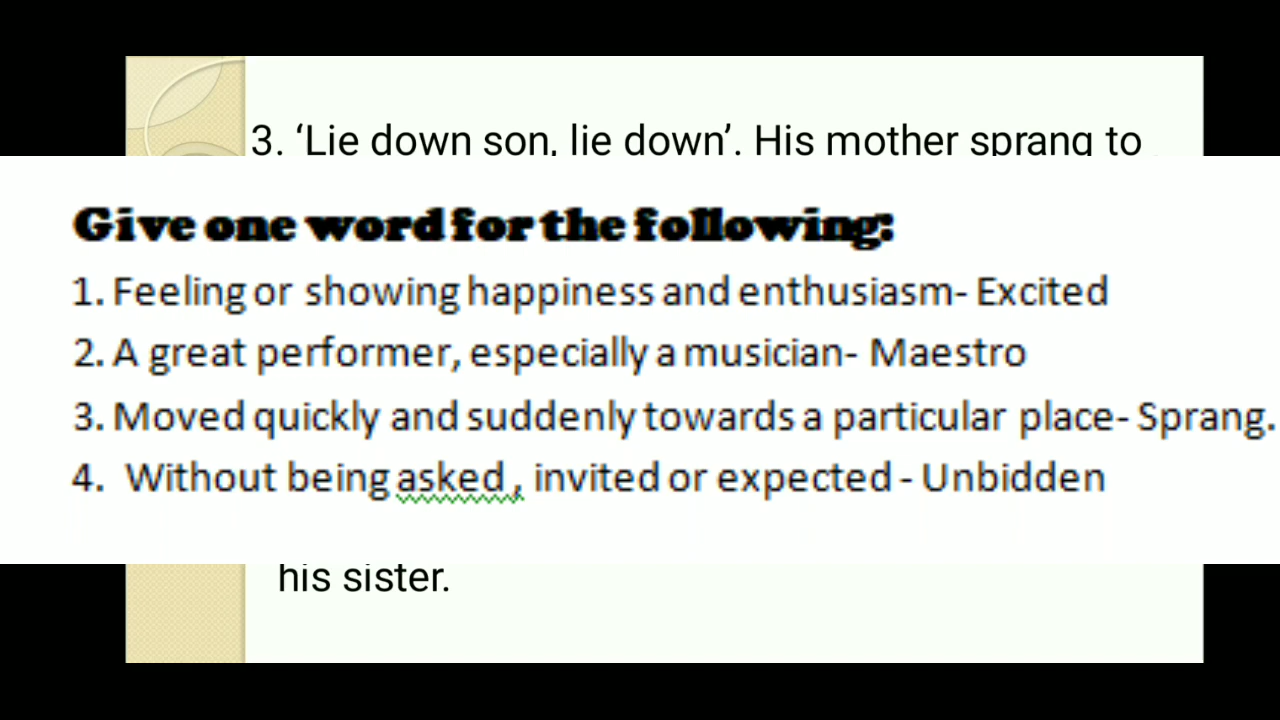 3. ‘Lie down son, lie down’. His mother sprang to
Give one word for the following:
1. Feeling or showing happiness and enthusiasm- Excited
2. A great performer, especially a musician- Maestro
3. Moved quickly and suddenly towards a particular place- Sprang.
4. Without being asked , invited or expected - Unbidden
his sister.